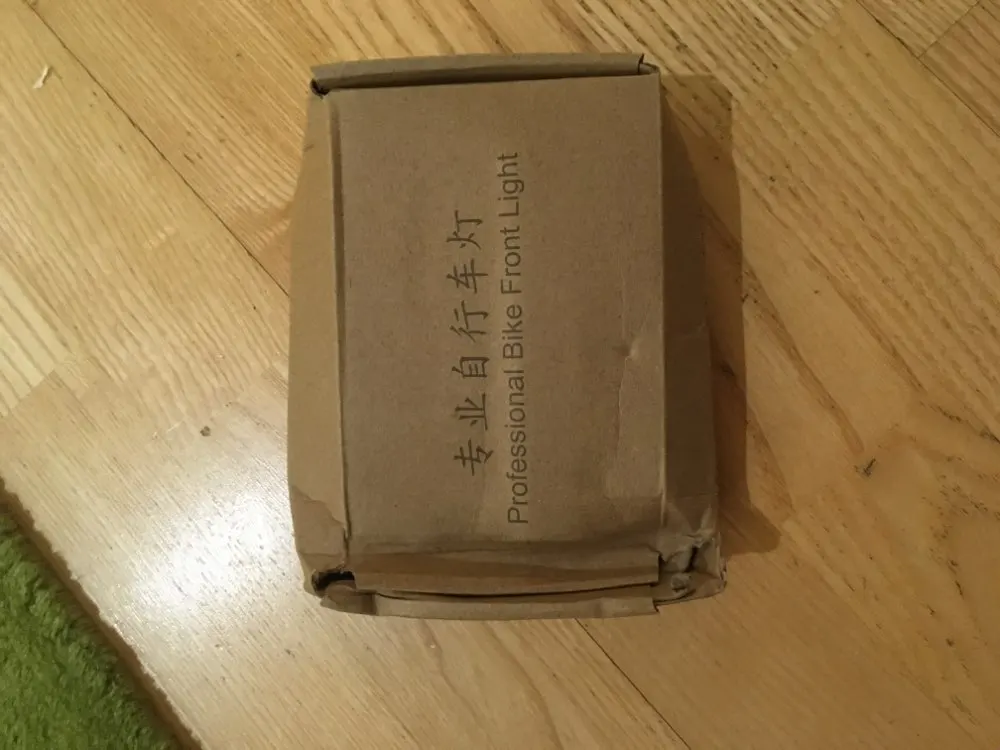 专业自行车灯
Professional Bike Front Light